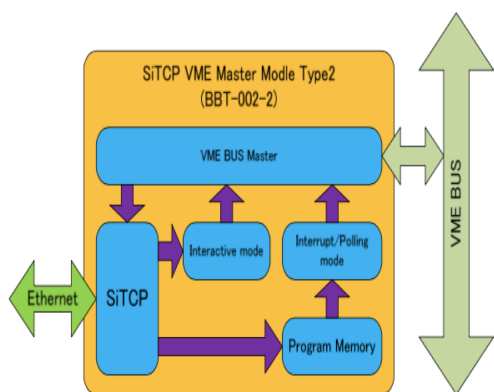 SiTCP VME Master Modle Type2
(BBT-002-2)
VME BUS Master
VME BUS
Interactive mode
Interrupt/Polling
mode
Ethernet
SiTCP
Program Memory